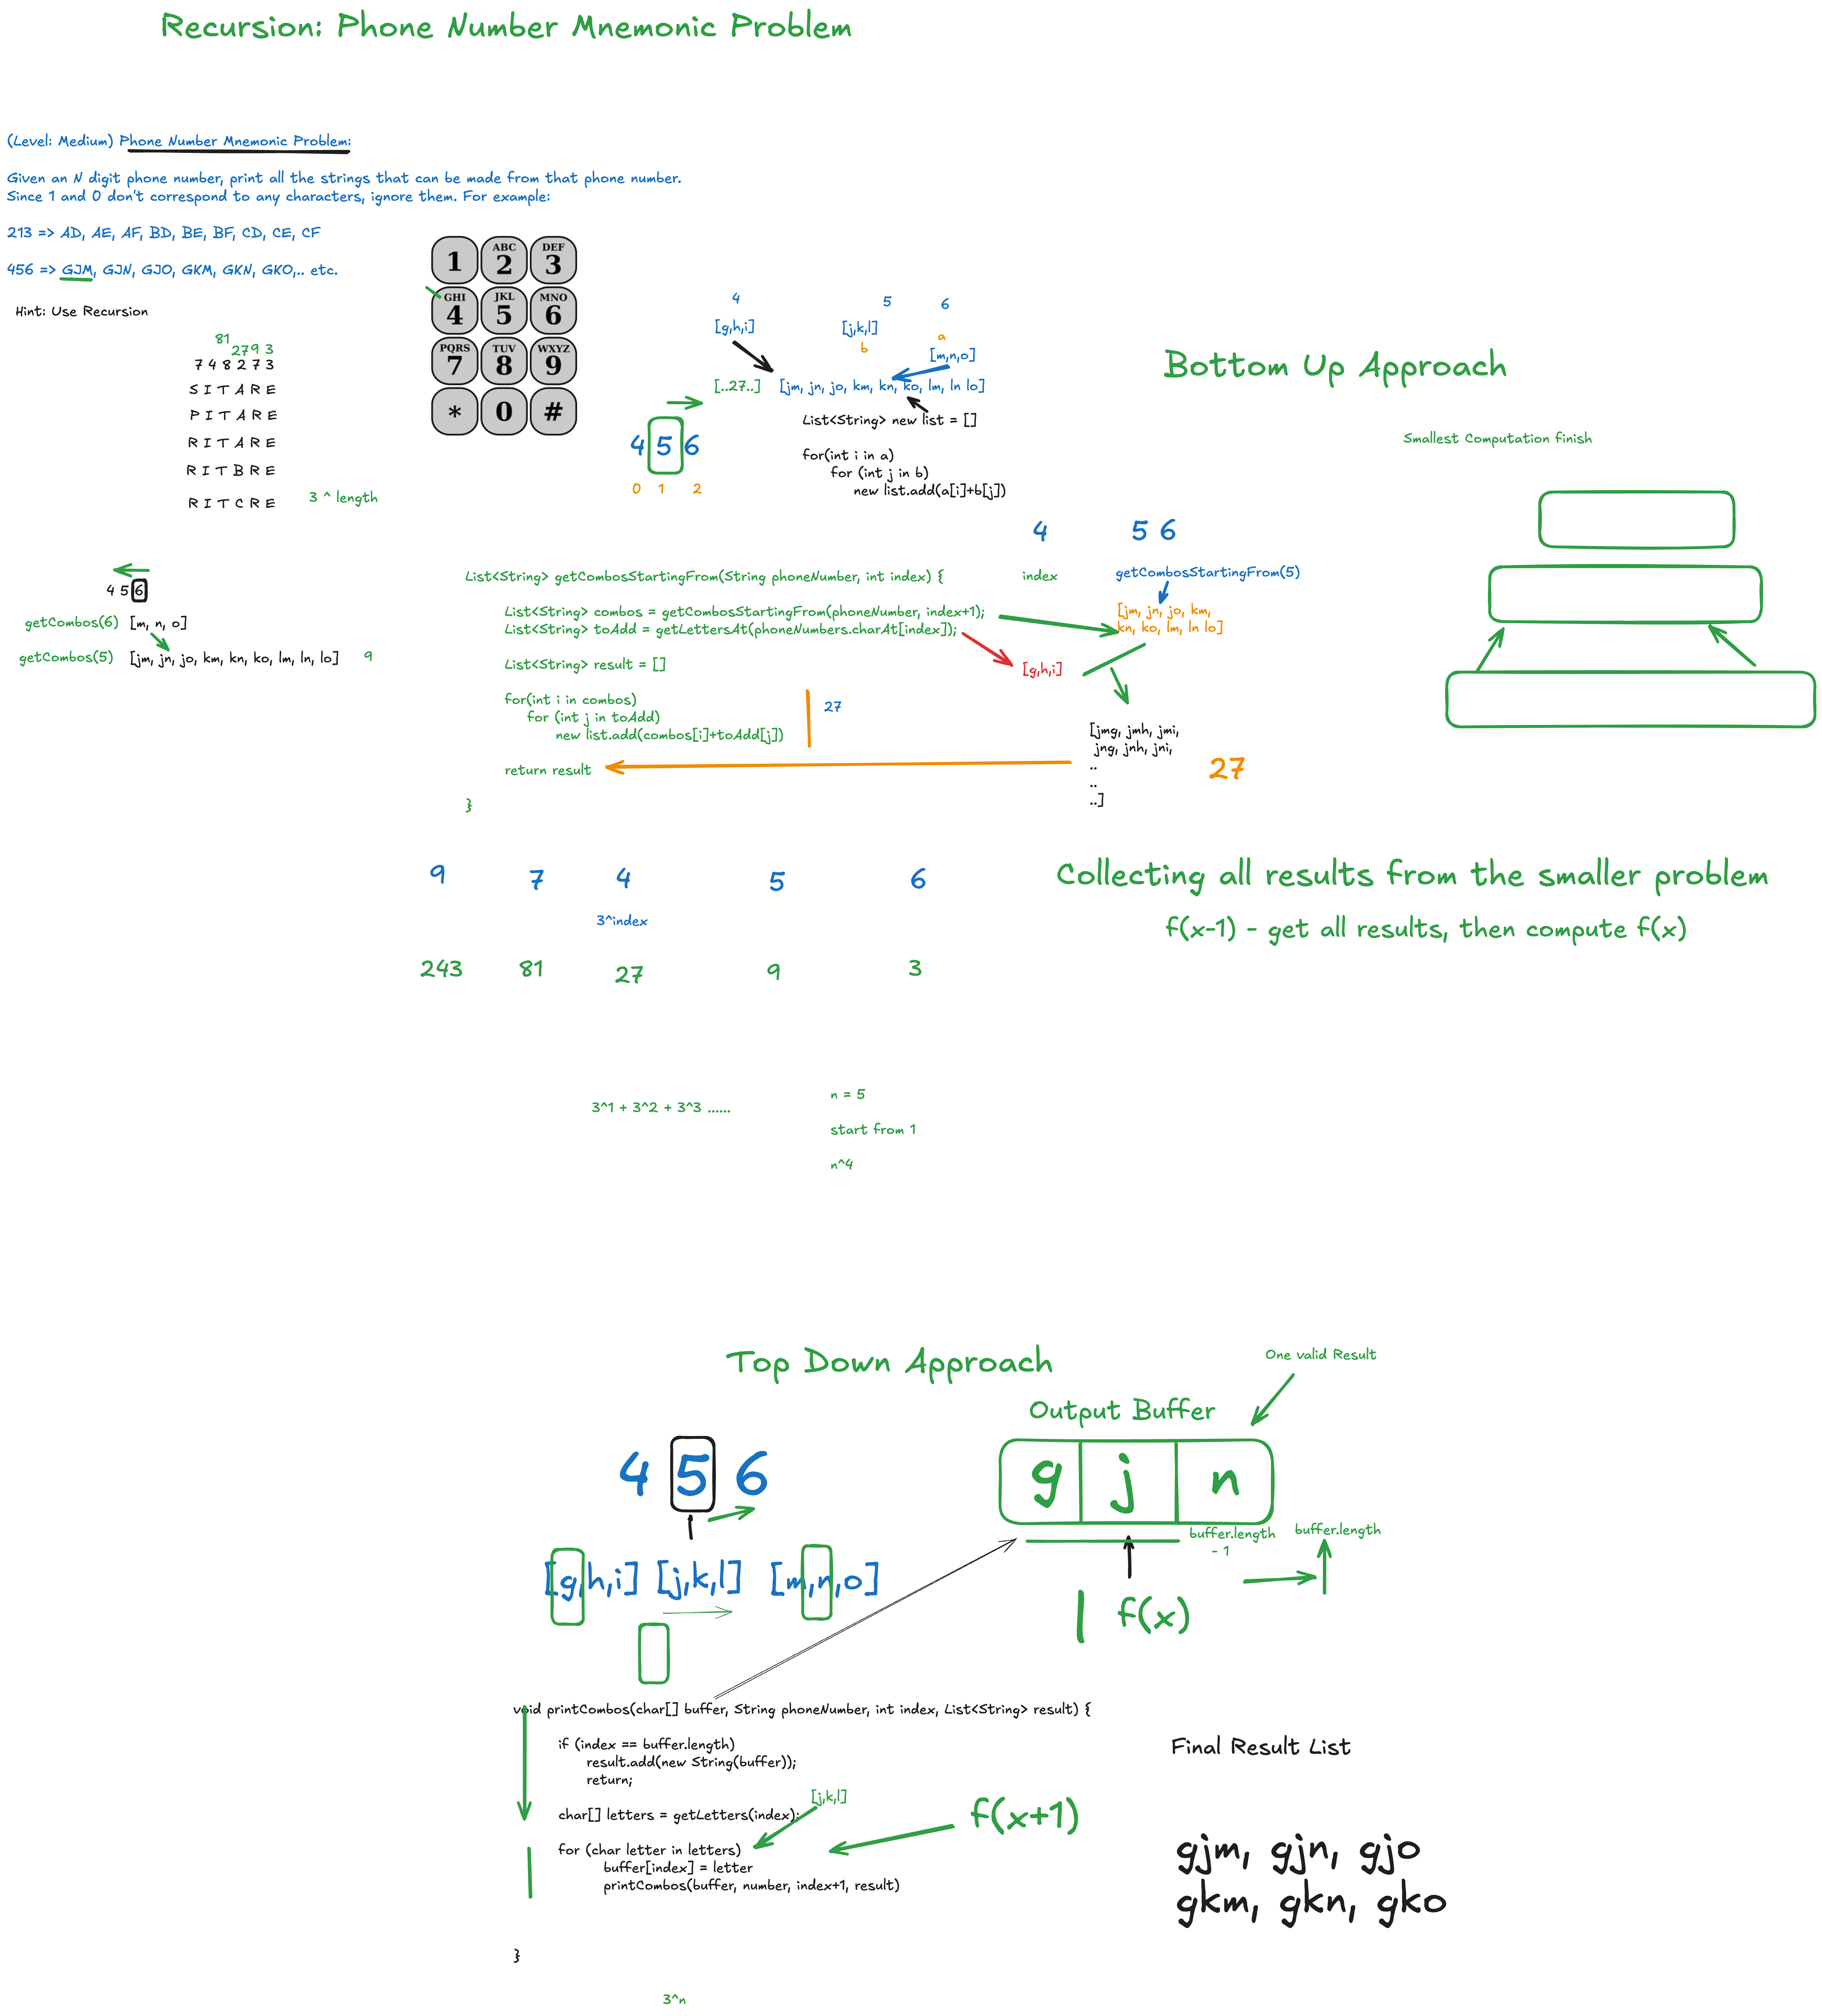 Recursion: Phone Number Mnemonic Problem
(Level: Medium) Phone Number Mnemonic Problem:
Given an N digit phone number, print all the strings that can be made from that phone number.
Since 1 and 0 don't correspond to any characters, ignore them. For example:
213 => AD, AE, AF, BD, BE, BF, CD, CE, CF
456 => GJM, GJN, GJO, GKM, GKN, GKO,.. etc.
Hint: Use Recursion
81
27 9 3
7 4 8 2 7 3
S I T A R E
P I T A R E
R I T A R E
R I T B R E
R I T C R E
3 ^ length
1
ABC
2
DEF
3
GHI
4
JKL
5
MNO
6
PQRS
7
TUV
8
WXYZ
9
*
0
#
4
5
6
[g,h,i]
[j,k,l]
b
a
[m,n,o]
[..27..]
[jm, jn, jo, km, kn, ko, lm, ln lo]
4 5 6
0 1 2
List<String> new list = []
for(int i in a)
for (int j in b)
new list.add(a[i]+b[j])
Bottom Up Approach
Smallest Computation finish
4 5 6
getCombos(6) [m, n, o]
getCombos(5) [jm, jn, jo, km, kn, ko, lm, ln, lo] 9
4
5 6
index
getCombosStartingFrom(5)
[jm, jn, jo, km,
kn, ko, lm, ln lo]
[g,h,i]
List<String> getCombosStartingFrom(String phoneNumber, int index) {
List<String> combos = getCombosStartingFrom(phoneNumber, index+1);
List<String> toAdd = getLettersAt(phoneNumbers.charAt[index]);
List<String> result = []
for(int i in combos)
for (int j in toAdd)
new list.add(combos[i]+toAdd[j])
27
return result
}
[jmg, jmh, jmi,
jng, jnh, jni,
..
..
..]
27
9 7 4 5 6
3^index
243 81 27 9 3
Collecting all results from the smaller problem
f(x-1) - get all results, then compute f(x)
3^1 + 3^2 + 3^3 ......
n = 5
start from 1
n^4
Top Down Approach
One valid Result
Output Buffer
4 5 6
g j n
buffer.length
- 1
buffer.length
[g,h,i] [j,k,l] [m,n,o]
f(x)
void printCombos(char[] buffer, String phoneNumber, int index, List<String> result) {
if (index == buffer.length)
result.add(new String(buffer));
return;
[j,k,l]
char[] letters = getLetters(index);
f(x+1)
for (char letter in letters)
buffer[index] = letter
printCombos(buffer, number, index+1, result)
}
3^n
Final Result List
gjm, gjn, gjo
gkm, gkn, gko